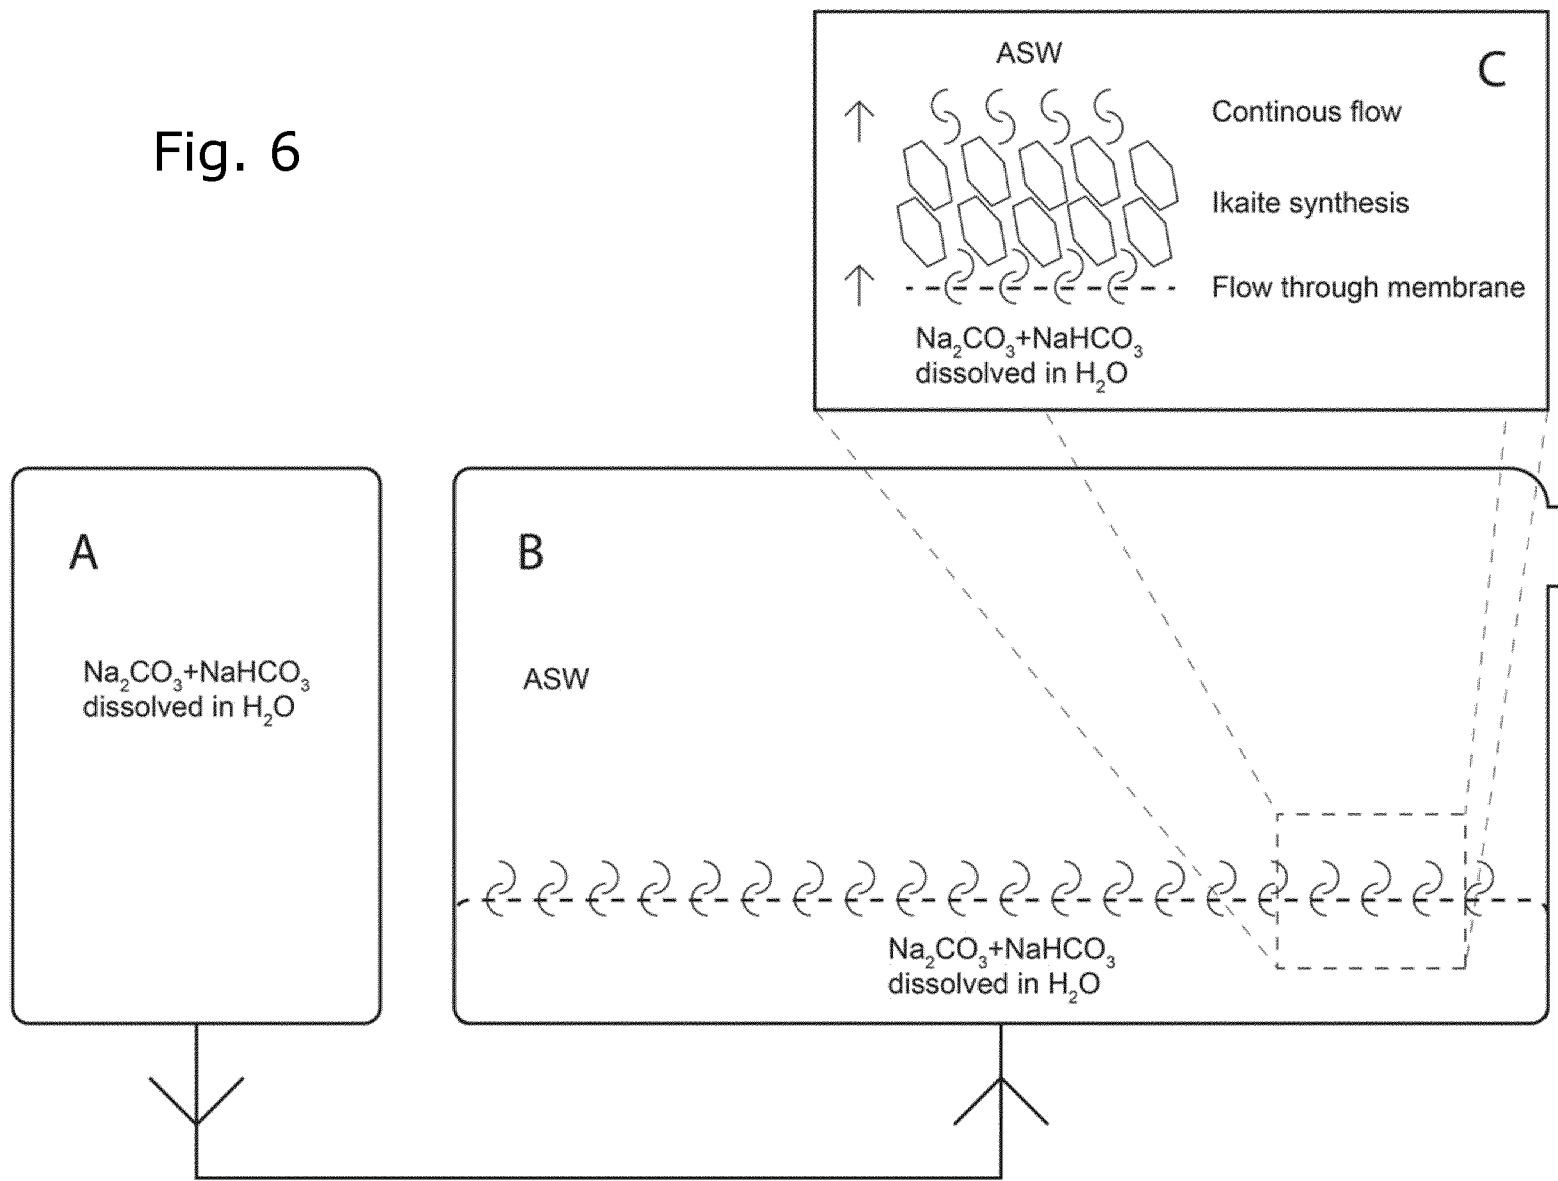 Fig. 6
ASW
C
Continous flow
Ikaite synthesis
Flow through membrane
Na₂CO₃+NaHCO₃
dissolved in H₂O
A
Na₂CO₃+NaHCO₃
dissolved in H₂O
B
ASW
Na₂CO₃+NaHCO₃
dissolved in H₂O